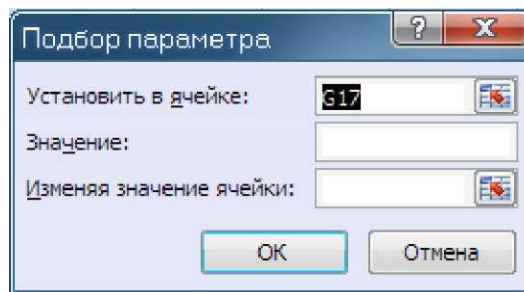 Подбор параметра
Установить в ячейке: G17
Значение:
Изменяя значение ячейки:
ОК Отмена